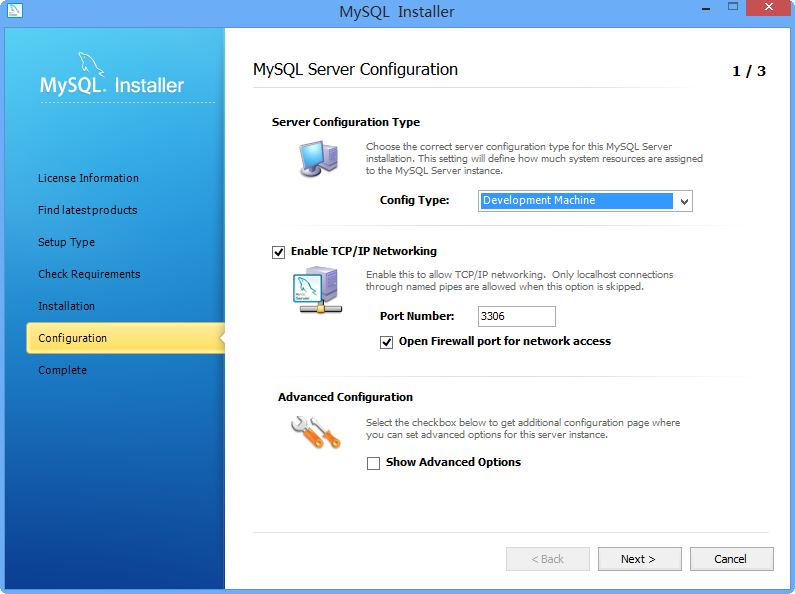 MySQL Installer
MySQL Installer
License Information
Find latest products
Setup Type
Check Requirements
Installation
Configuration
Complete
MySQL Server Configuration
1 / 3
Server Configuration Type
Choose the correct server configuration type for this MySQL Server
installation. This setting will define how much system resources are assigned
to the MySQL Server instance.
Config Type:
Development Machine
Enable TCP/IP Networking
Enable this to allow TCP/IP networking. Only localhost connections
through named pipes are allowed when this option is skipped.
MySQL
Server
Port Number:
3306
Open Firewall port for network access
Advanced Configuration
Select the checkbox below to get additional configuration page where
you can set advanced options for this server instance.
Show Advanced Options
< Back
Next >
Cancel